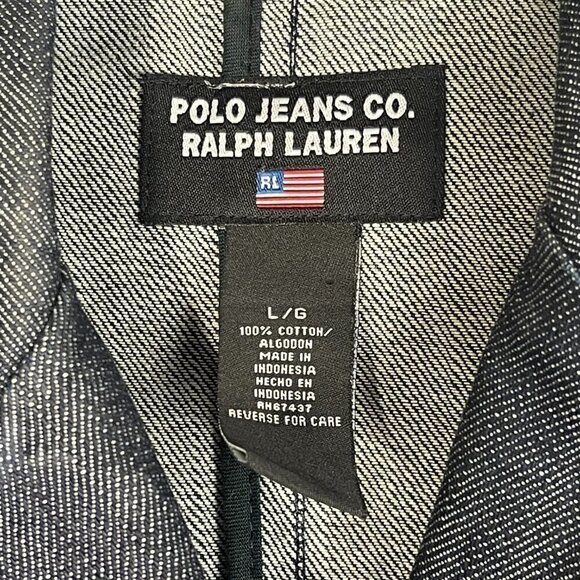 POLO JEANS CO.
RALPH LAUREN
RL
L/G
100% COTTON/
ALGODON
MADE IN
INDONESIA
HECHO EN
INDONESIA
RN67437
REVERSE FOR CARE